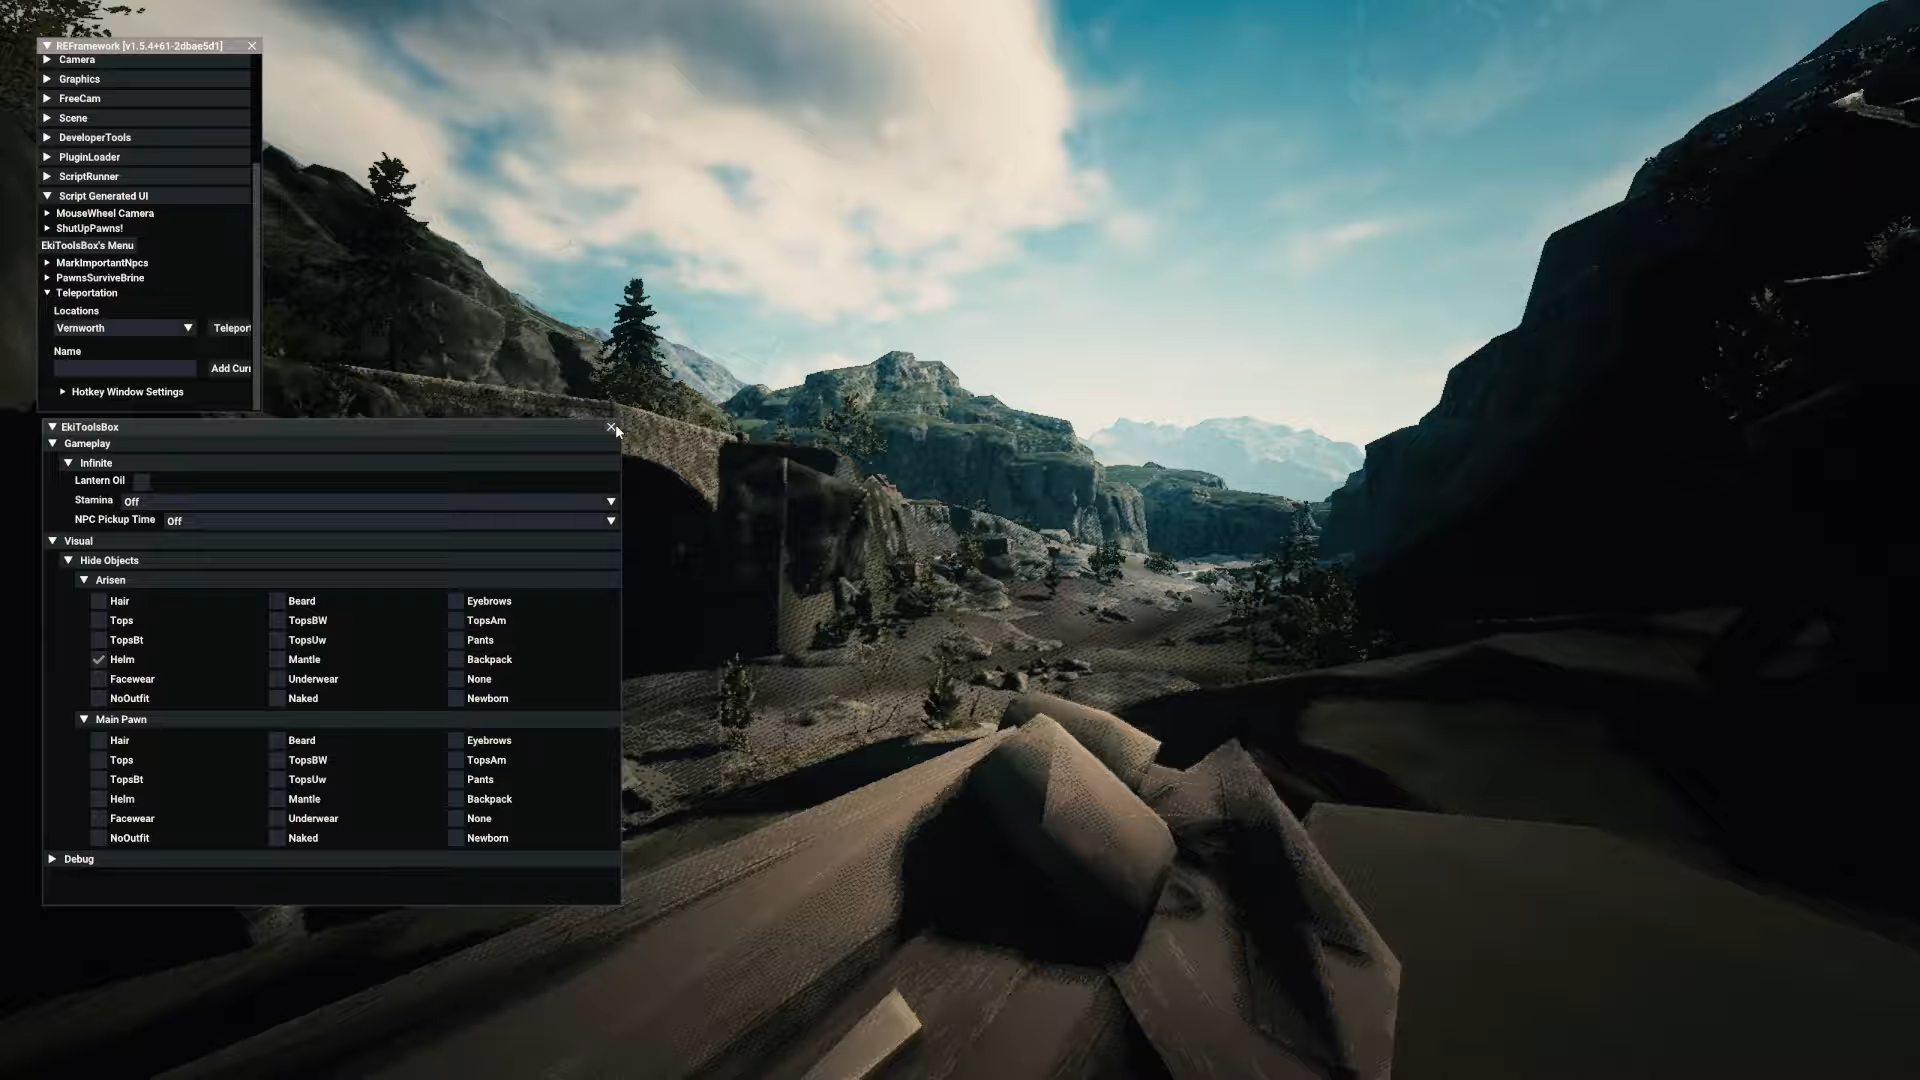 REFramework [v1.5.4+61-2dbae5d1]
Camera
Graphics
FreeCam
Scene
DeveloperTools
PluginLoader
ScriptRunner
Script Generated UI
MouseWheel Camera
ShutUpPawns!
EkiToolsBox's Menu
MarkImportantNpcs
PawnsSurviveBrine
Teleportation
Locations
Vernworth Teleport
Name
Add Curr
Hotkey Window Settings
EkiToolsBox
Gameplay
Infinite
Lantern Oil
Stamina Off
NPC Pickup Time Off
Visual
Hide Objects
Arisen
Hair Beard Eyebrows
Tops TopsBW TopsAm
TopsBt TopsUw Pants
Helm Mantle Backpack
Facewear Underwear None
NoOutfit Naked Newborn
Main Pawn
Hair Beard Eyebrows
Tops TopsBW TopsAm
TopsBt TopsUw Pants
Helm Mantle Backpack
Facewear Underwear None
NoOutfit Naked Newborn
Debug